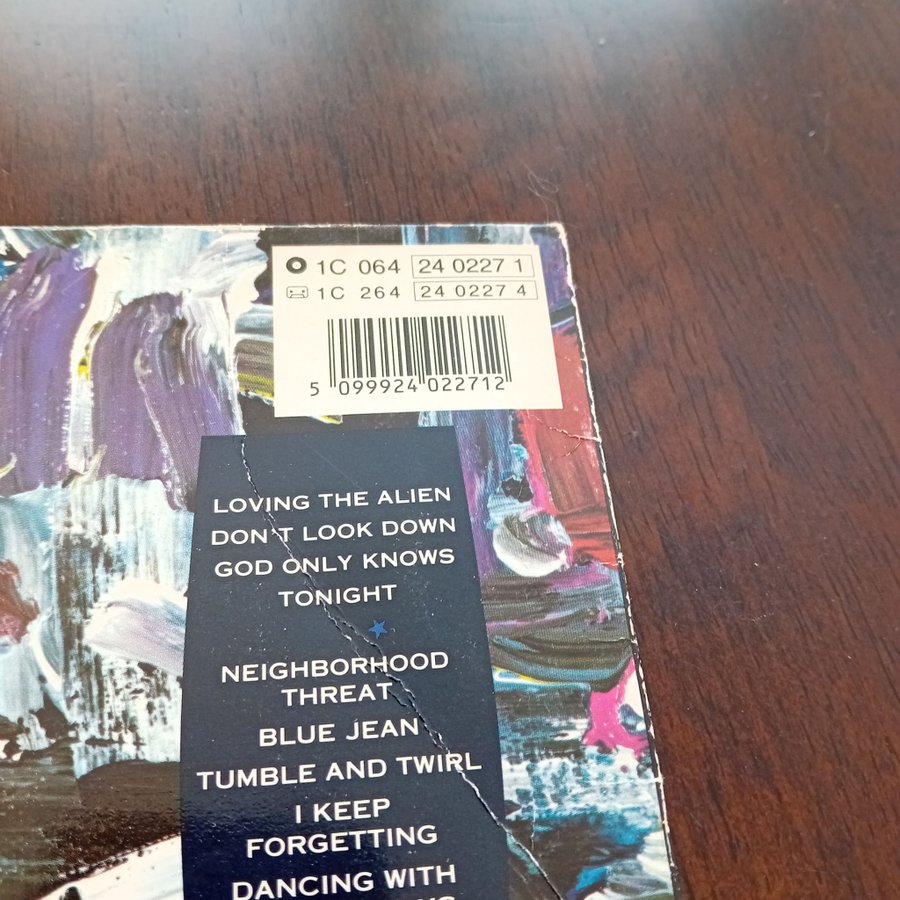 1C 064 24 0227 1
1C 264 24 0227 4
5 099924 022712
LOVING THE ALIEN
DON'T LOOK DOWN
GOD ONLY KNOWS
TONIGHT
NEIGHBORHOOD
THREAT
BLUE JEAN
TUMBLE AND TWIRL
I KEEP
FORGETTING
DANCING WITH